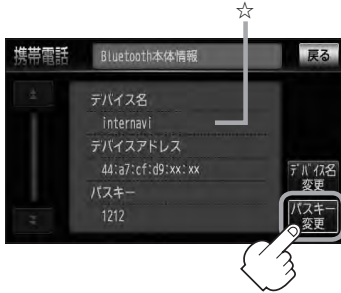 ☆
携帯電話
Bluetooth本体情報
戻る
デバイス名
internavi
デバイスアドレス
44:a7:cf:d9:xx:xx
パスキー
1212
デバイス名
変更
パスキー
変更